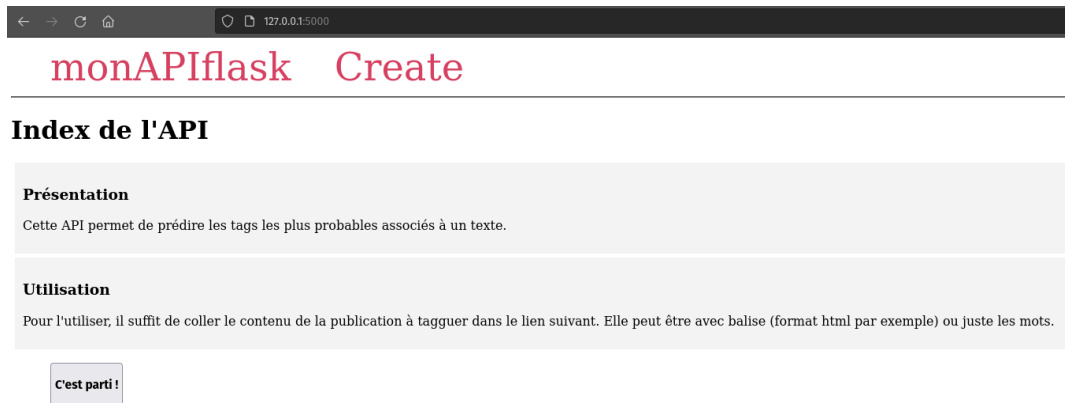 127.0.0.1:5000
monAPIflask Create
Index de l'API
Présentation
Cette API permet de prédire les tags les plus probables associés à un texte.
Utilisation
Pour l'utiliser, il suffit de coller le contenu de la publication à tagguer dans le lien suivant. Elle peut être avec balise (format html par exemple) ou juste les mots.
C'est parti !